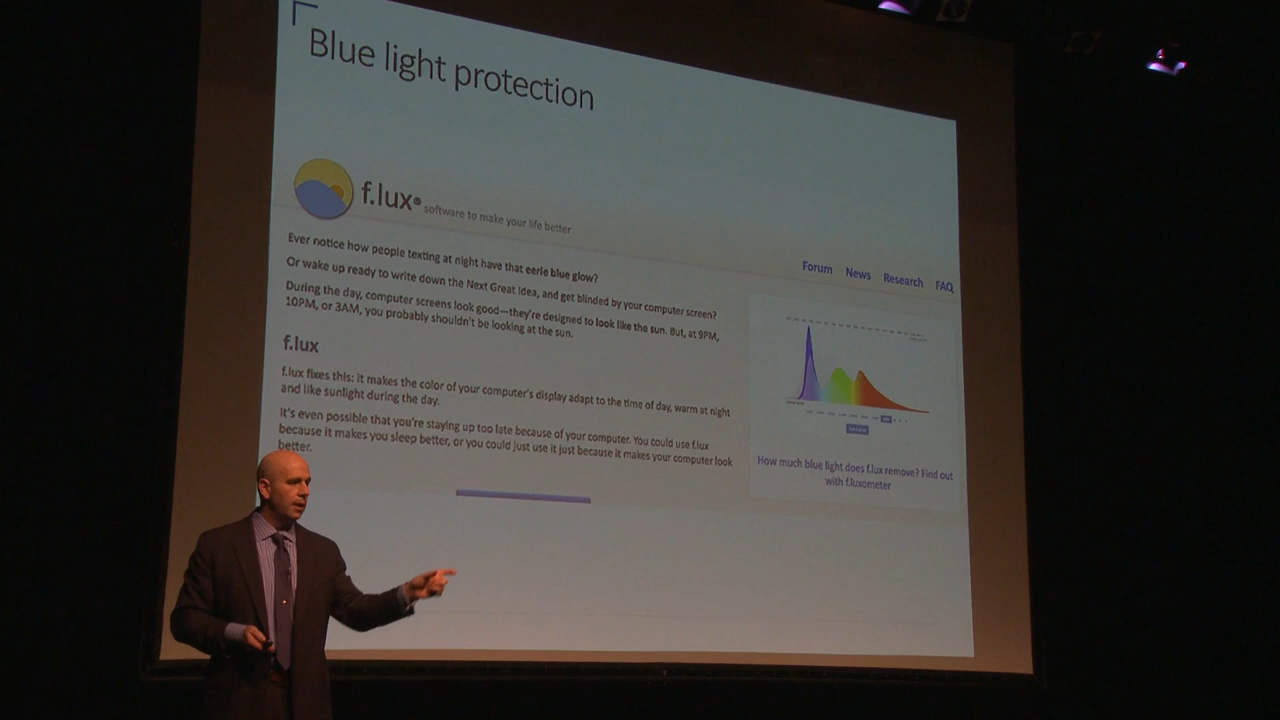 Blue light protection
f.lux® software to make your life better
Forum News Research FAQ
Ever notice how people texting at night have that eerie blue glow?
Or wake up ready to write down the Next Great Idea, and get blinded by your computer screen?
During the day, computer screens look good—they're designed to look like the sun. But, at 9PM,
10PM, or 3AM, you probably shouldn't be looking at the sun.
f.lux
f.lux fixes this: it makes the color of your computer's display adapt to the time of day, warm at night
and like sunlight during the day.
It's even possible that you're staying up too late because of your computer. You could use f.lux
because it makes you sleep better, or you could just use it just because it makes your computer look
better.
How much blue light does f.lux remove? Find out
with f.luxometer